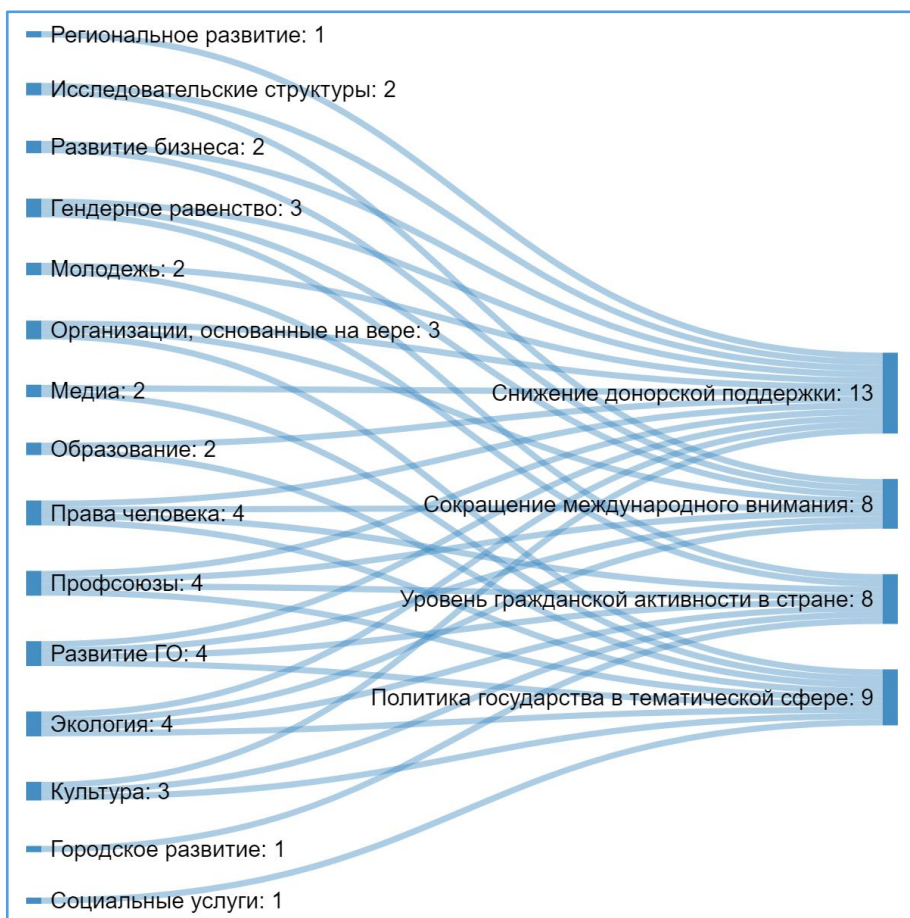 Региональное развитие: 1
Исследовательские структуры: 2
Развитие бизнеса: 2
Гендерное равенство: 3
Молодежь: 2
Организации, основанные на вере: 3
Медиа: 2
Образование: 2
Права человека: 4
Профсоюзы: 4
Развитие ГО: 4
Экология: 4
Культура: 3
Городское развитие: 1
Социальные услуги: 1
Снижение донорской поддержки: 13
Сокращение международного внимания: 8
Уровень гражданской активности в стране: 8
Политика государства в тематической сфере: 9